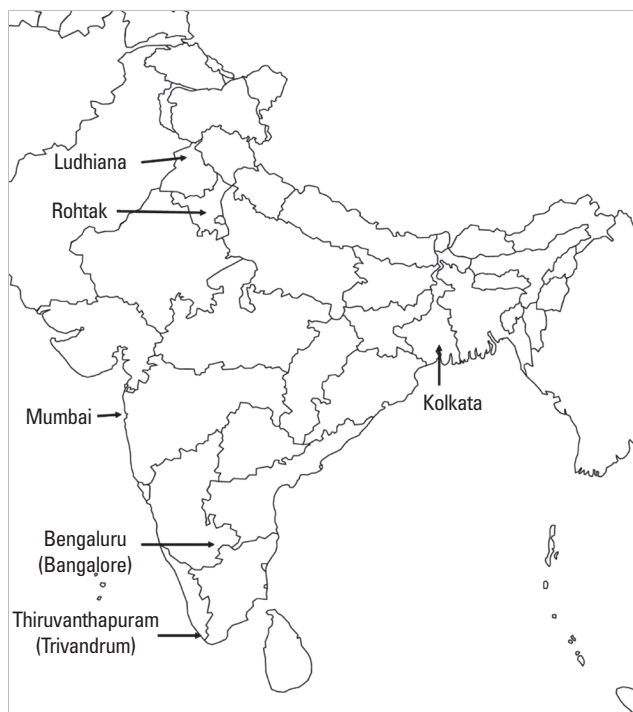 Ludhiana
Rohtak
Mumbai
Kolkata
Bengaluru
(Bangalore)
Thiruvanthapuram
(Trivandrum)